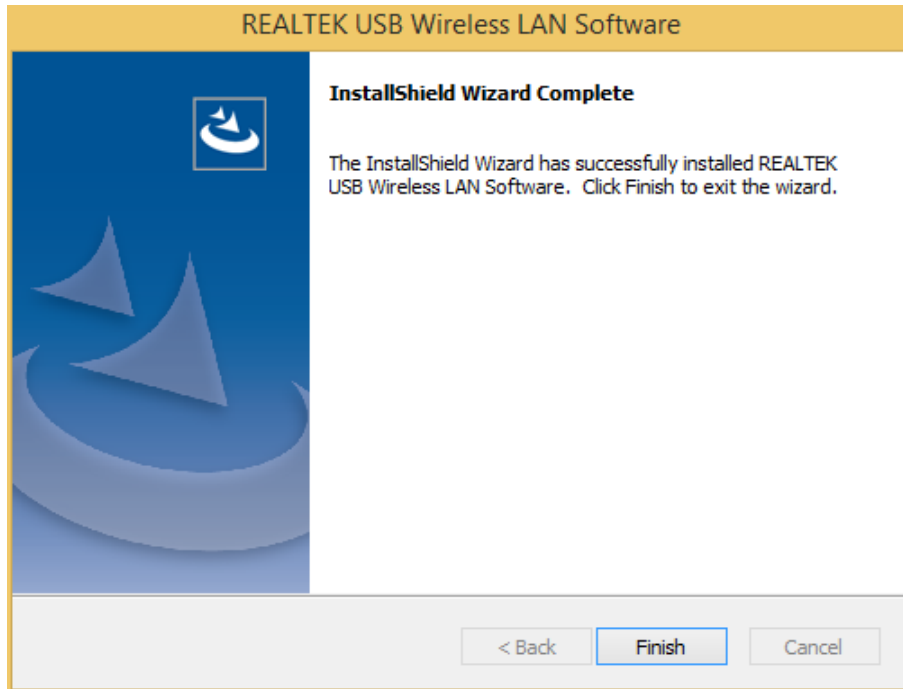 REALTEK USB Wireless LAN Software
InstallShield Wizard Complete
The InstallShield Wizard has successfully installed REALTEK
USB Wireless LAN Software.  Click Finish to exit the wizard.
< Back
Finish
Cancel